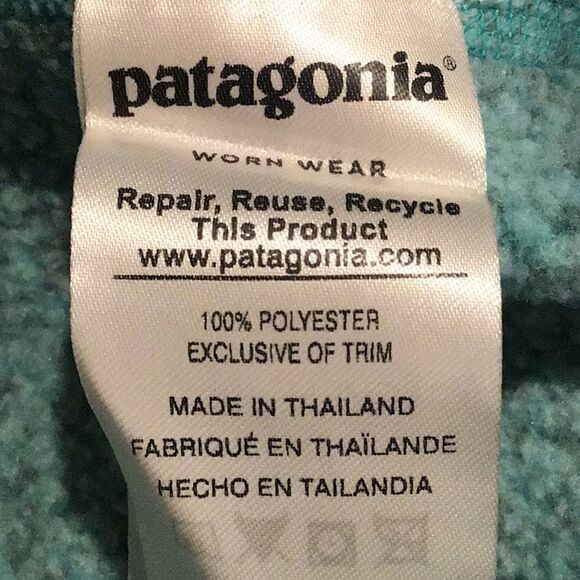 patagonia®
WORN WEAR
Repair, Reuse, Recycle
This Product
www.patagonia.com
100% POLYESTER
EXCLUSIVE OF TRIM
MADE IN THAILAND
FABRIQUÉ EN THAÏLANDE
HECHO EN TAILANDIA